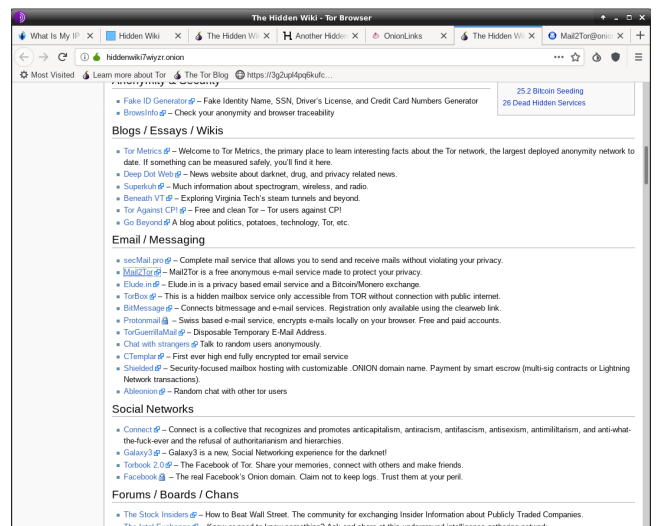 The Hidden Wiki - Tor Browser
What Is My IP
Hidden Wiki
The Hidden Wi
Another Hidden
OnionLinks
The Hidden Wi
Mail2Tor@onio
hiddenwiki7wiyzr.onion
Most Visited Learn more about Tor The Tor Blog https://3g2upl4pq6kufc…
Anonymity & Security
25.2 Bitcoin Seeding
26 Dead Hidden Services
Fake ID Generator – Fake Identity Name, SSN, Driver's License, and Credit Card Numbers Generator
BrowsInfo – Check your anonymity and browser traceability
Blogs / Essays / Wikis
Tor Metrics – Welcome to Tor Metrics, the primary place to learn interesting facts about the Tor network, the largest deployed anonymity network to
date. If something can be measured safely, you'll find it here.
Deep Dot Web – News website about darknet, drug, and privacy related news.
Superkuh – Much information about spectrogram, wireless, and radio.
Beneath VT – Exploring Virginia Tech's steam tunnels and beyond.
Tor Against CP! – Free and clean Tor – Tor users against CP!
Go Beyond A blog about politics, potatoes, technology, Tor, etc.
Email / Messaging
secMail.pro – Complete mail service that allows you to send and receive mails without violating your privacy.
Mail2Tor – Mail2Tor is a free anonymous e-mail service made to protect your privacy.
Elude.in – Elude.in is a privacy based email service and a Bitcoin/Monero exchange.
TorBox – This is a hidden mailbox service only accessible from TOR without connection with public internet.
BitMessage – Connects bitmessage and e-mail services. Registration only available using the clearweb link.
Protonmail – Swiss based e-mail service, encrypts e-mails locally on your browser. Free and paid accounts.
TorGuerrillaMail – Disposable Temporary E-Mail Address.
Chat with strangers Talk to random users anonymously.
CTemplar – First ever high end fully encrypted tor email service
Shielded – Security-focused mailbox hosting with customizable .ONION domain name. Payment by smart escrow (multi-sig contracts or Lightning
Network transactions).
Ableonion – Random chat with other tor users
Social Networks
Connect – Connect is a collective that recognizes and promotes anticapitalism, antiracism, antifascism, antisexism, antimililtarism, and anti-what-
the-fuck-ever and the refusal of authoritarianism and hierarchies.
Galaxy3 – Galaxy3 is a new, Social Networking experience for the darknet!
Torbook 2.0 – The Facebook of Tor. Share your memories, connect with others and make friends.
Facebook – The real Facebook's Onion domain. Claim not to keep logs. Trust them at your peril.
Forums / Boards / Chans
The Stock Insiders – How to Beat Wall Street. The community for exchanging Insider Information about Publicly Traded Companies.